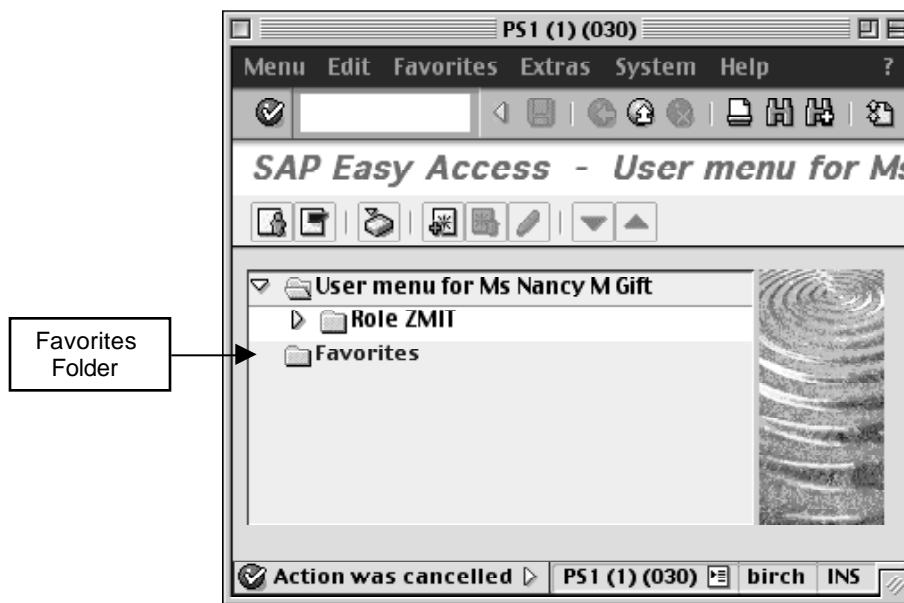 PS1 (1) (030)
Menu Edit Favorites Extras System Help ?
SAP Easy Access - User menu for Ms
User menu for Ms Nancy M Gift
Role ZMIT
Favorites
Favorites
Folder
Action was cancelled PS1 (1) (030) birch INS